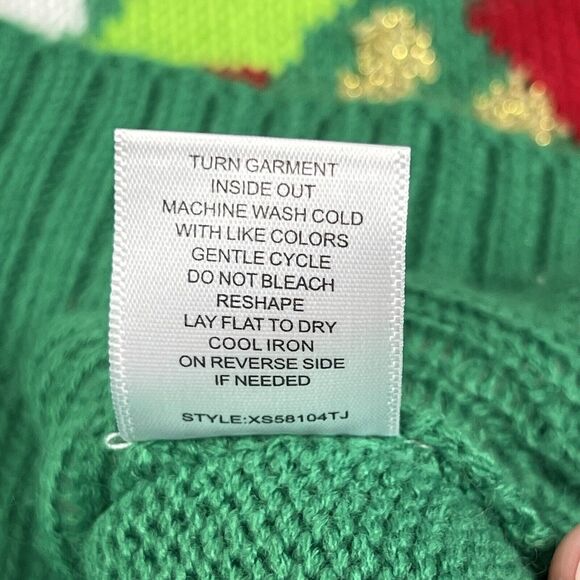 TURN GARMENT
INSIDE OUT
MACHINE WASH COLD
WITH LIKE COLORS
GENTLE CYCLE
DO NOT BLEACH
RESHAPE
LAY FLAT TO DRY
COOL IRON
ON REVERSE SIDE
IF NEEDED
STYLE:XS58104TJ